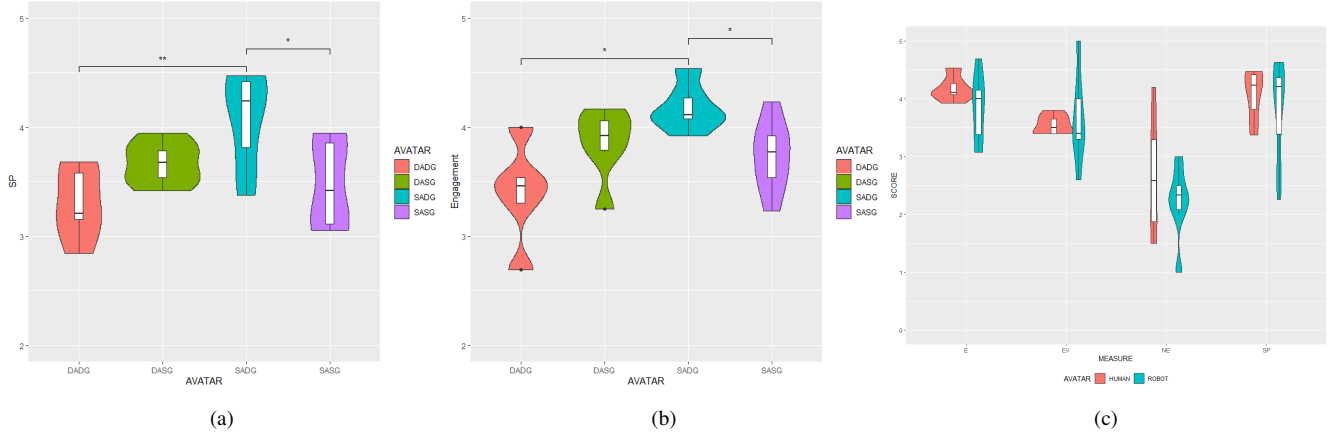 5
4
3
2
SP
**
*
DADG DASG SADG SASG
AVATAR
AVATAR
DADG
DASG
SADG
SASG
(a)
5
4
3
2
Engagement
*
*
DADG DASG SADG SASG
AVATAR
AVATAR
DADG
DASG
SADG
SASG
(b)
5
4
3
2
1
0
SCORE
E EV NE SP
MEASURE
AVATAR HUMAN ROBOT
(c)